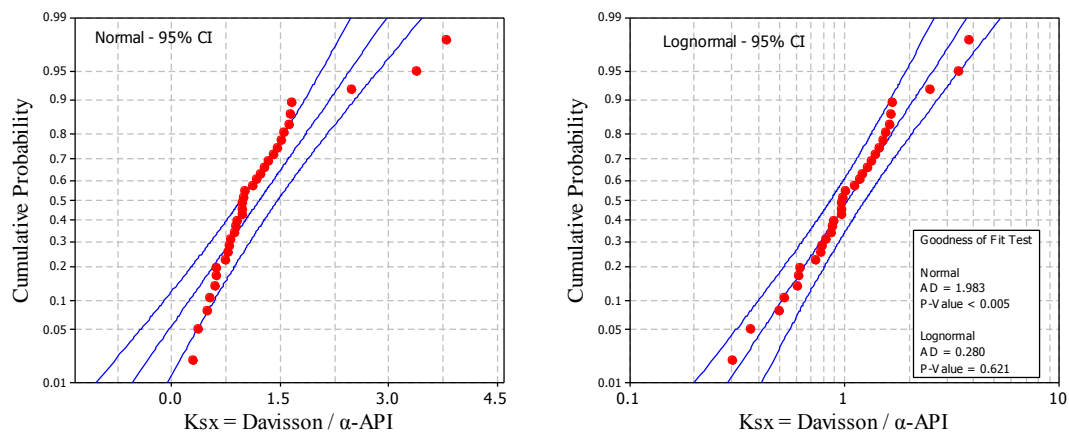 Normal - 95% CI
Cumulative Probability
0.99
0.95
0.9
0.8
0.7
0.6
0.5
0.4
0.3
0.2
0.1
0.05
0.01
0.0
1.5
3.0
4.5
Ksx = Davisson / α-API
Lognormal - 95% CI
Cumulative Probability
0.99
0.95
0.9
0.8
0.7
0.6
0.5
0.4
0.3
0.2
0.1
0.05
0.01
0.1
1
10
Ksx = Davisson / α-API
Goodness of Fit Test
Normal
AD = 1.983
P-Value < 0.005
Lognormal
AD = 0.280
P-Value = 0.621